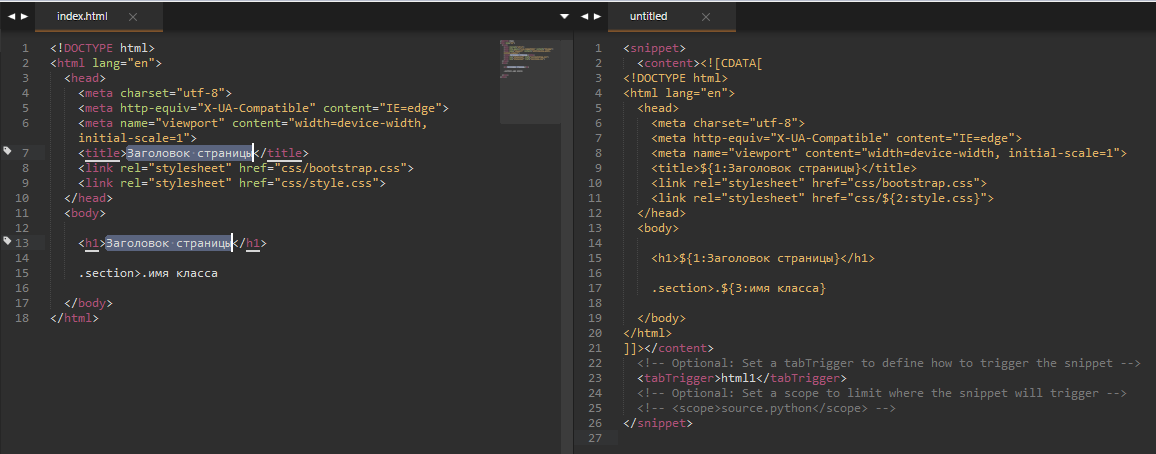 index.html
1 <!DOCTYPE html>
2 <html lang="en">
3 <head>
4 <meta charset="utf-8">
5 <meta http-equiv="X-UA-Compatible" content="IE=edge">
6 <meta name="viewport" content="width=device-width,
initial-scale=1">
7 <title>Заголовок страницы</title>
8 <link rel="stylesheet" href="css/bootstrap.css">
9 <link rel="stylesheet" href="css/style.css">
10 </head>
11 <body>
12
13 <h1>Заголовок страницы</h1>
14
15 .section>.имя класса
16
17 </body>
18 </html>
untitled
1 <snippet>
2 <content><![CDATA[
3 <!DOCTYPE html>
4 <html lang="en">
5 <head>
6 <meta charset="utf-8">
7 <meta http-equiv="X-UA-Compatible" content="IE=edge">
8 <meta name="viewport" content="width=device-width, initial-scale=1">
9 <title>${1:Заголовок страницы}</title>
10 <link rel="stylesheet" href="css/bootstrap.css">
11 <link rel="stylesheet" href="css/${2:style.css}">
12 </head>
13 <body>
14
15 <h1>${1:Заголовок страницы}</h1>
16
17 .section>.${3:имя класса}
18
19 </body>
20 </html>
21 ]]></content>
22 <!-- Optional: Set a tabTrigger to define how to trigger the snippet -->
23 <tabTrigger>html1</tabTrigger>
24 <!-- Optional: Set a scope to limit where the snippet will trigger -->
25 <!-- <scope>source.python</scope> -->
26 </snippet>
27